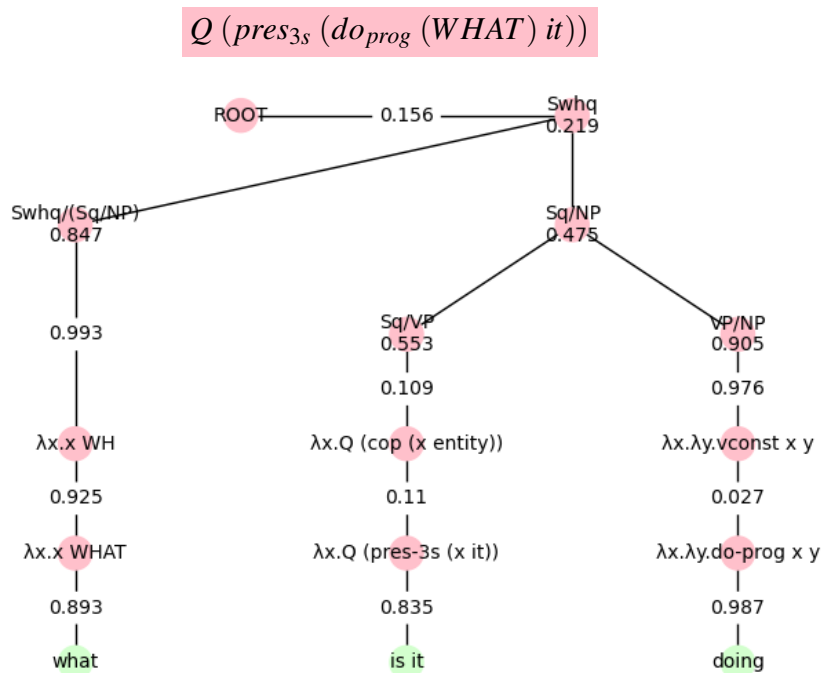 Q (pres3s (doprog (WHAT) it))
ROOT 0.156 Swhq
0.219
Swhq/(Sq/NP) Sq/NP
0.847 0.475
Sq/VP VP/NP
0.993 0.553 0.905
0.109 0.976
λx.x WH λx.Q (cop (x entity)) λx.λy.vconst x y
0.925 0.11 0.027
λx.x WHAT λx.Q (pres-3s (x it)) λx.λy.do-prog x y
0.893 0.835 0.987
what is it doing